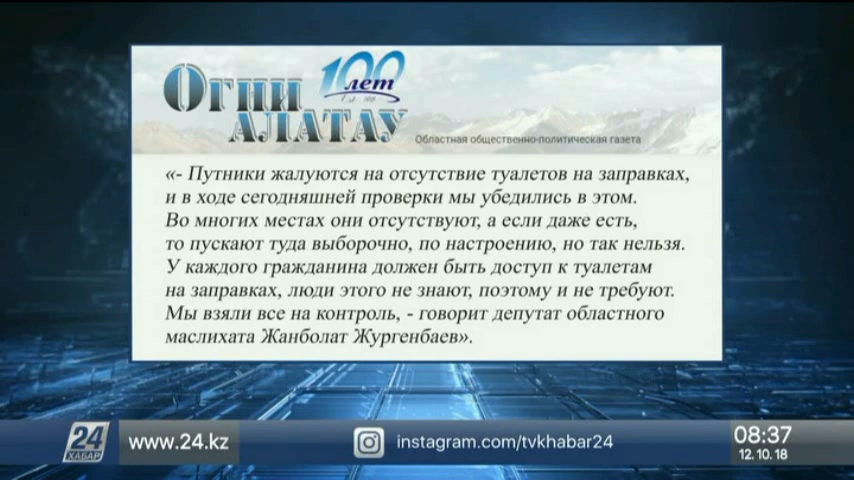 Огни
АЛАТАУ
100
лет
Областная общественно-политическая газета
«- Путники жалуются на отсутствие туалетов на заправках,
и в ходе сегодняшней проверки мы убедились в этом.
Во многих местах они отсутствуют, а если даже есть,
то пускают туда выборочно, по настроению, но так нельзя.
У каждого гражданина должен быть доступ к туалетам
на заправках, люди этого не знают, поэтому и не требуют.
Мы взяли все на контроль, - говорит депутат областного
маслихата Жанболат Жургенбаев».
24
ХАБАР
www.24.kz
instagram.com/tvkhabar24
08:37
12.10.18